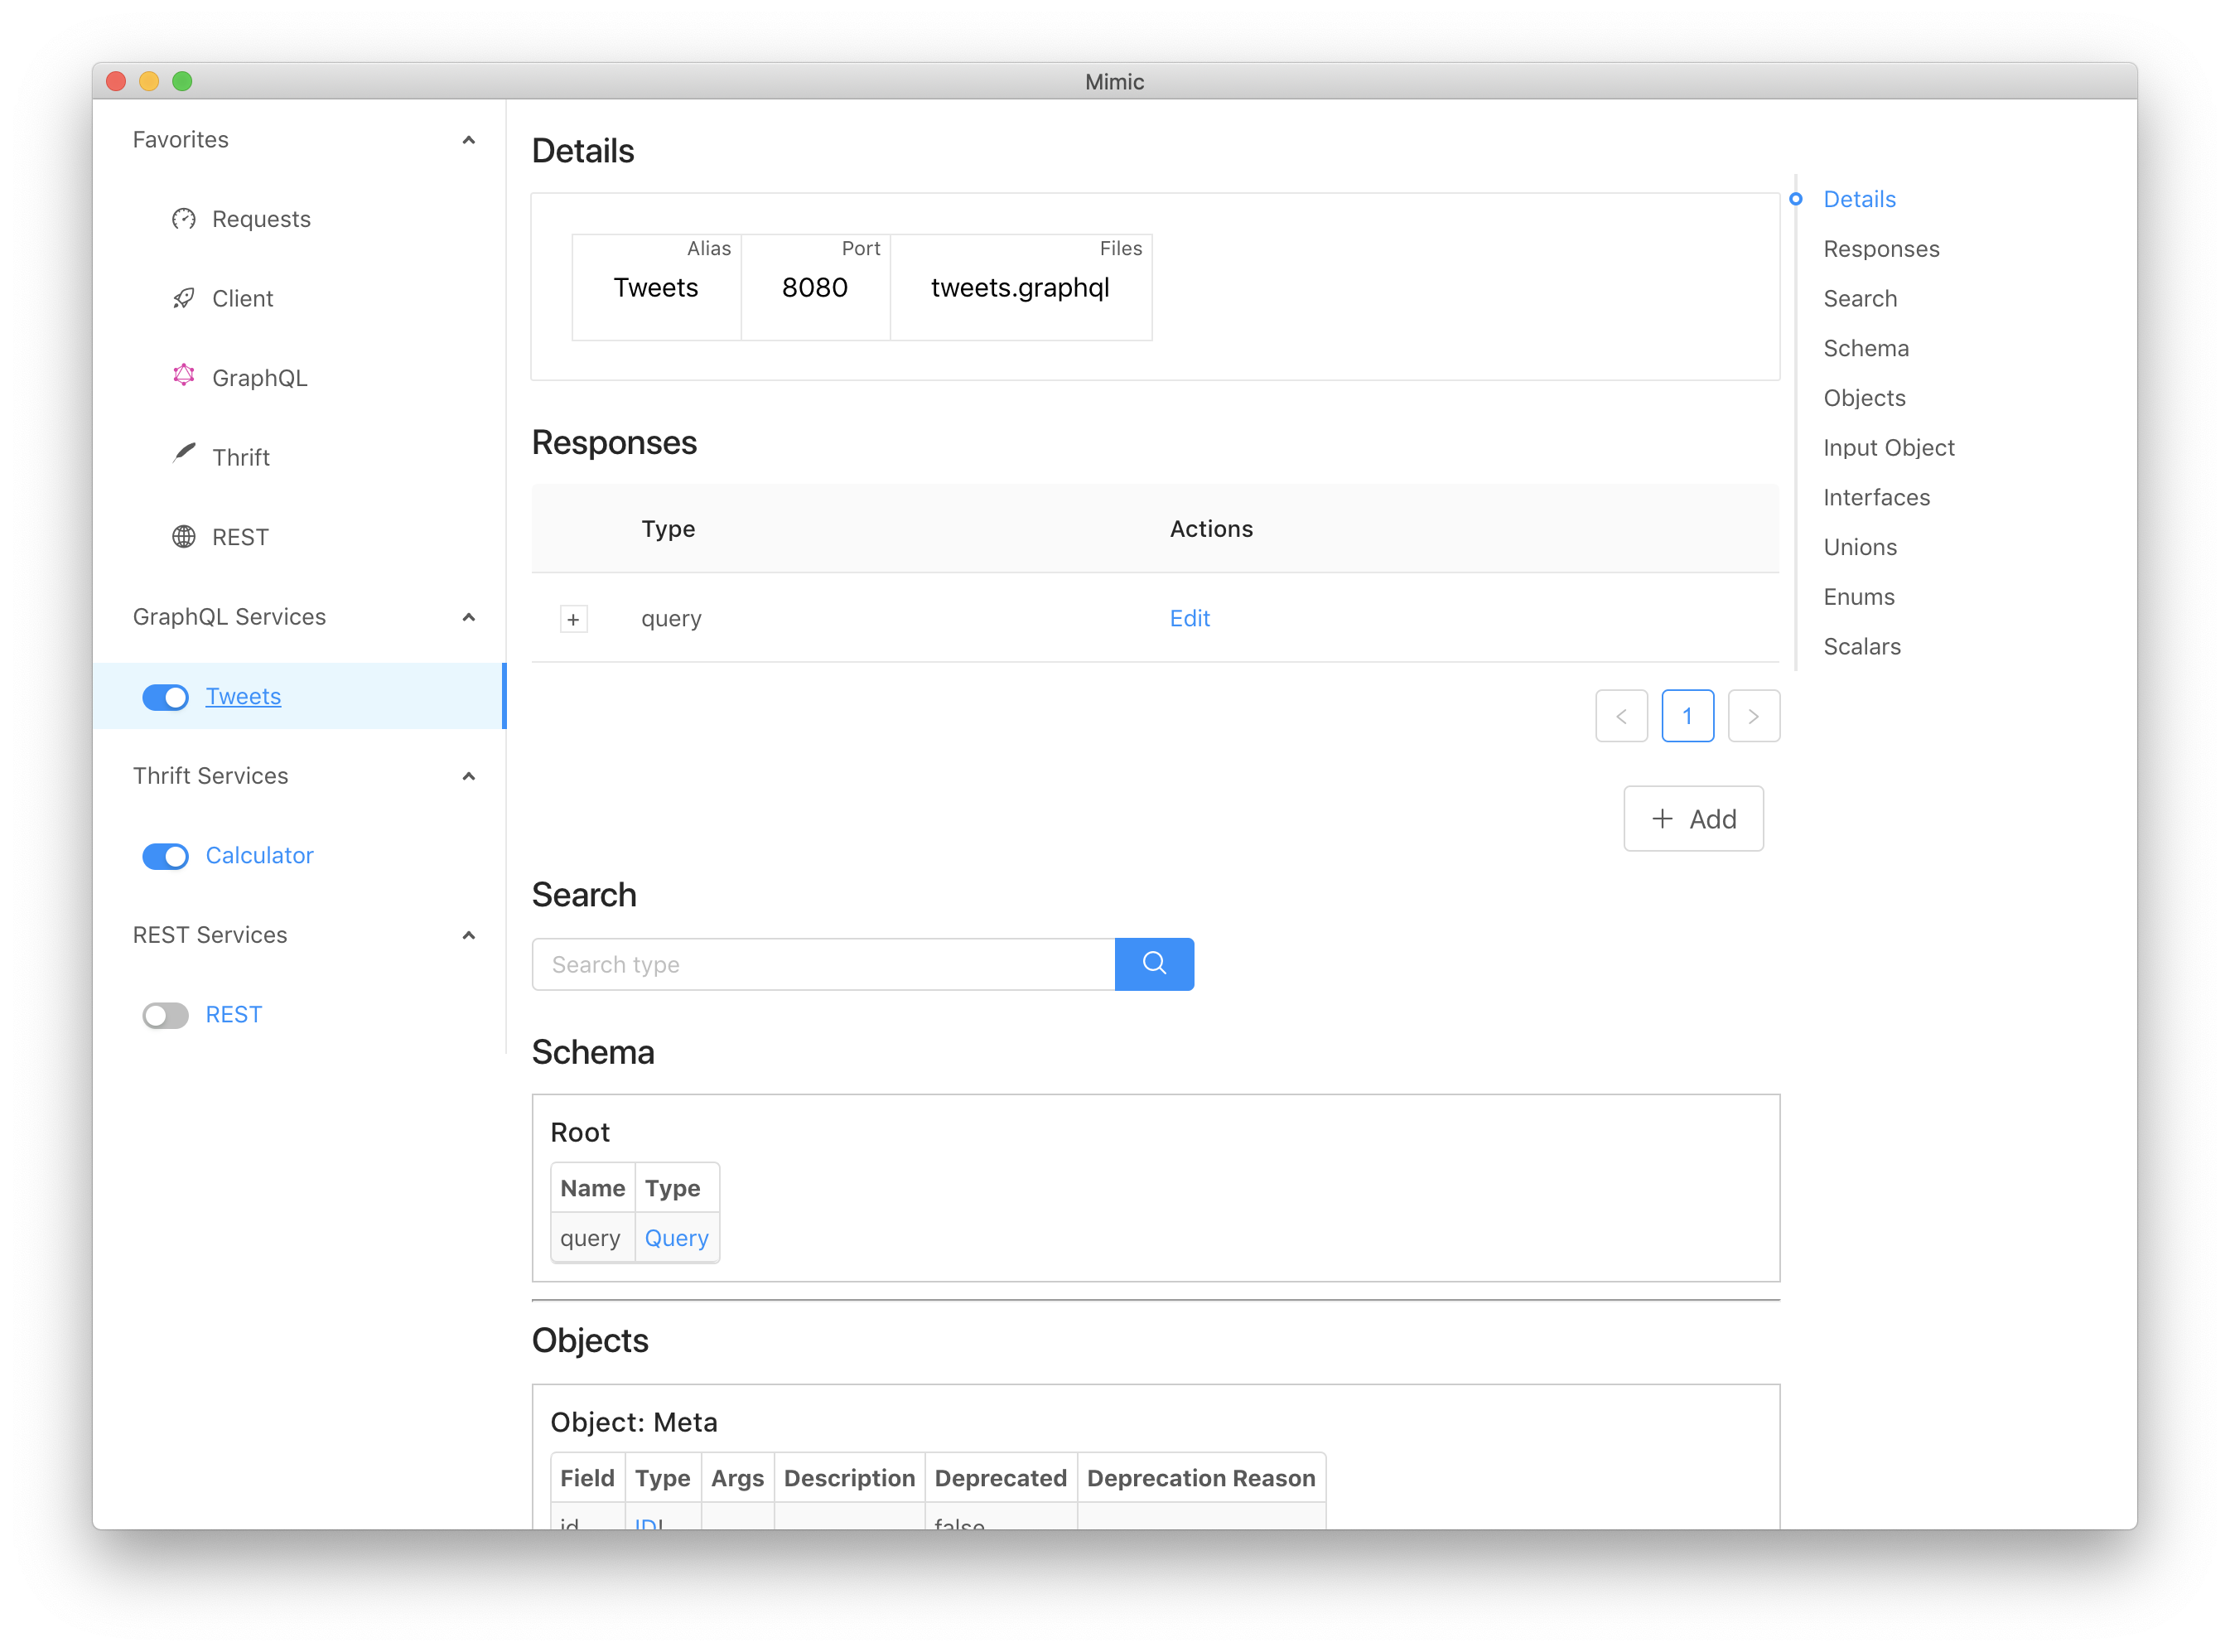 Mimic
Favorites
Requests
Client
GraphQL
Thrift
REST
GraphQL Services
Tweets
Thrift Services
Calculator
REST Services
REST
Details
Alias Port Files
Tweets 8080 tweets.graphql
Responses
Type Actions
query Edit
1
+ Add
Search
Search type
Schema
Root
Name Type
query Query
Objects
Object: Meta
Field Type Args Description Deprecated Deprecation Reason
id ID! false
Details
Responses
Search
Schema
Objects
Input Object
Interfaces
Unions
Enums
Scalars